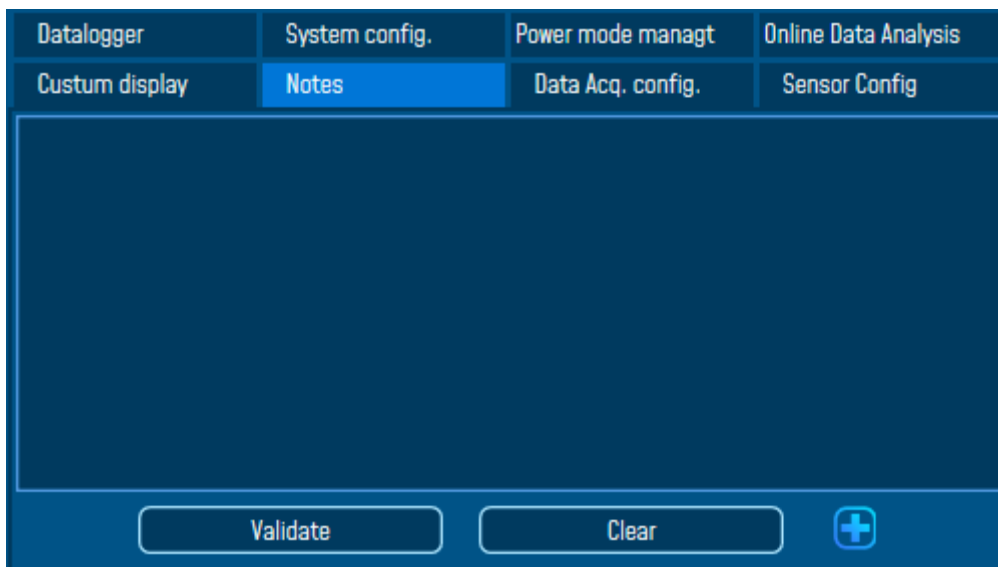 Datalogger System config. Power mode managt Online Data Analysis
Custum display Notes Data Acq. config. Sensor Config
Validate Clear